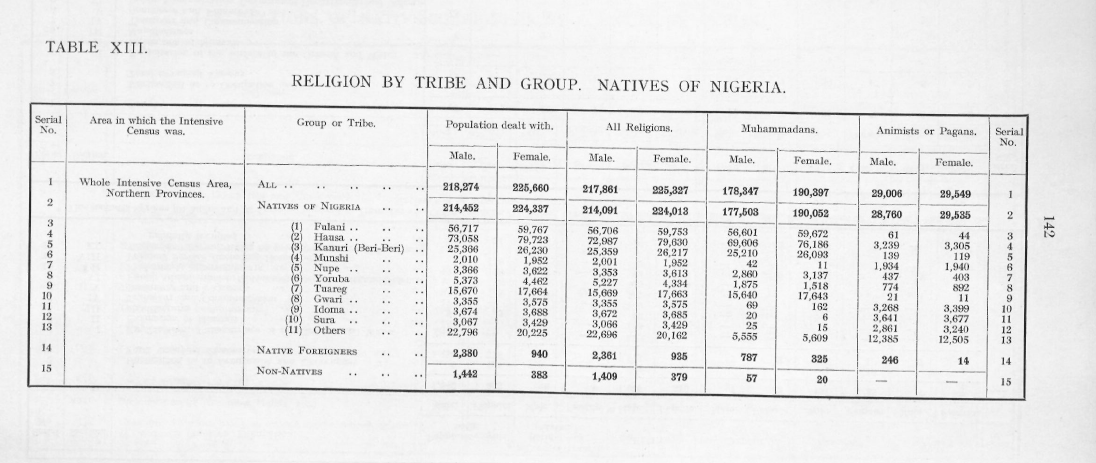 TABLE XIII.
RELIGION BY TRIBE AND GROUP. NATIVES OF NIGERIA.
Serial No. | Area in which the Intensive Census was. | Group or Tribe. | Population dealt with. | All Religions. | Muhammadans. | Animists or Pagans. | Serial No.
Male. | Female. | Male. | Female. | Male. | Female. | Male. | Female.
1 | Whole Intensive Census Area, Northern Provinces. | ALL .. .. .. .. .. | 218,274 | 225,660 | 217,861 | 225,327 | 178,347 | 190,397 | 29,006 | 29,549 | 1
2 | NATIVES OF NIGERIA .. .. | 214,452 | 224,337 | 214,091 | 224,013 | 177,503 | 190,052 | 28,760 | 29,535 | 2
3 | (1) Fulani .. .. .. | 56,717 | 59,767 | 56,706 | 59,753 | 56,601 | 59,672 | 61 | 44 | 3
4 | (2) Hausa .. .. .. | 73,058 | 79,723 | 72,987 | 79,630 | 69,606 | 76,186 | 3,239 | 3,305 | 4
5 | (3) Kanuri (Beri-Beri) .. | 25,366 | 26,230 | 25,359 | 26,217 | 25,210 | 26,093 | 139 | 119 | 5
6 | (4) Munshi .. .. | 2,010 | 1,952 | 2,001 | 1,952 | 42 | 11 | 1,934 | 1,940 | 6
7 | (5) Nupe .. .. .. | 3,366 | 3,622 | 3,353 | 3,613 | 2,860 | 3,137 | 437 | 403 | 7
8 | (6) Yoruba .. .. | 5,373 | 4,462 | 5,227 | 4,334 | 1,875 | 1,518 | 774 | 892 | 8
9 | (7) Tuareg .. .. | 15,670 | 17,664 | 15,669 | 17,663 | 15,640 | 17,643 | 21 | 11 | 9
10 | (8) Gwari .. .. .. | 3,355 | 3,575 | 3,355 | 3,575 | 69 | 162 | 3,268 | 3,399 | 10
11 | (9) Idoma .. .. .. | 3,674 | 3,688 | 3,672 | 3,685 | 20 | 6 | 3,641 | 3,677 | 11
12 | (10) Sura .. .. .. | 3,067 | 3,429 | 3,066 | 3,429 | 25 | 15 | 2,861 | 3,240 | 12
13 | (11) Others .. .. | 22,796 | 20,225 | 22,696 | 20,162 | 5,555 | 5,609 | 12,385 | 12,505 | 13
14 | NATIVE FOREIGNERS .. .. | 2,380 | 940 | 2,361 | 935 | 787 | 325 | 246 | 14 | 14
15 | NON-NATIVES .. .. .. | 1,442 | 383 | 1,409 | 379 | 57 | 20 | — | — | 15
142